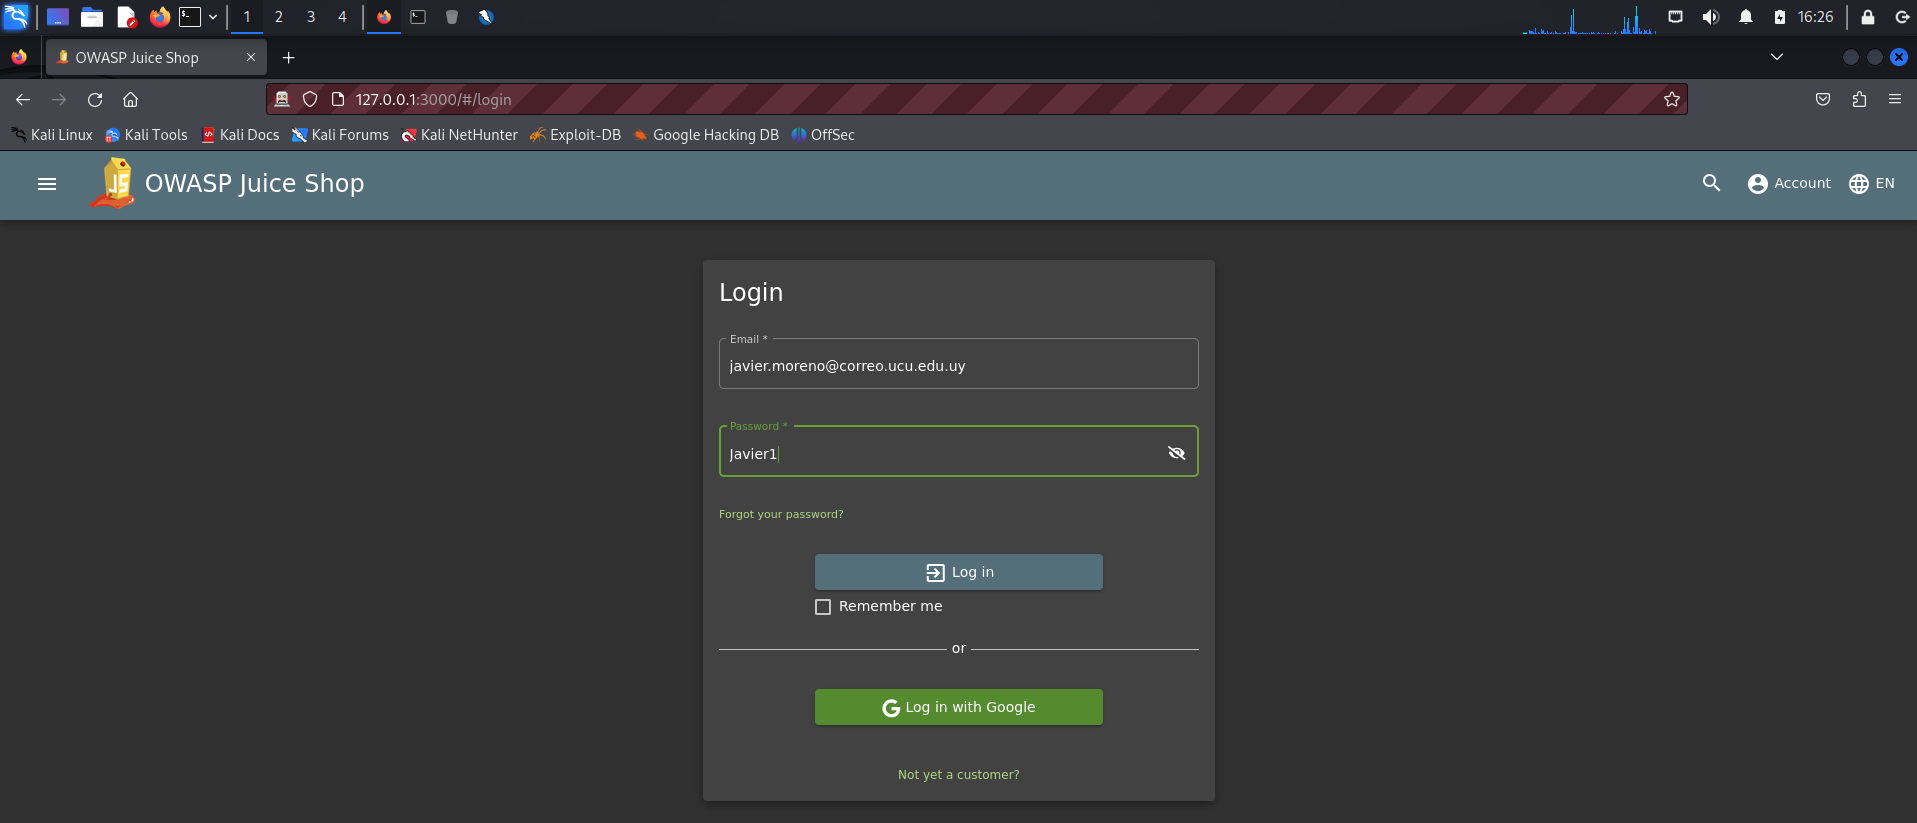 1 2 3 4 16:26
OWASP Juice Shop
127.0.0.1:3000/#/login
Kali Linux Kali Tools Kali Docs Kali Forums Kali NetHunter Exploit-DB Google Hacking DB OffSec
OWASP Juice Shop Account EN
Login
Email *
javier.moreno@correo.ucu.edu.uy
Password *
Javier1
Forgot your password?
Log in
Remember me
or
Log in with Google
Not yet a customer?